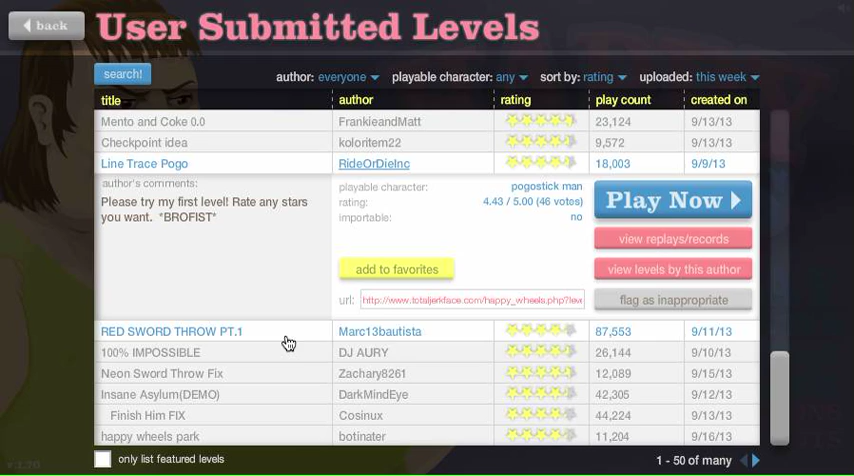 back
User Submitted Levels
search!
author: everyone playable character: any sort by: rating uploaded: this week
title author rating play count created on
Mento and Coke 0.0 FrankieandMatt 23,124 9/13/13
Checkpoint idea koloritem22 9,572 9/13/13
Line Trace Pogo RideOrDieInc 18,003 9/9/13
author's comments:
Please try my first level! Rate any stars
you want. *BROFIST*
playable character: pogostick man
rating: 4.43 / 5.00 (46 votes)
importable: no
add to favorites
url: http://www.totaljerkface.com/happy_wheels.php?leve
Play Now
view replays/records
view levels by this author
flag as inappropriate
RED SWORD THROW PT.1 Marc13bautista 87,553 9/11/13
100% IMPOSSIBLE DJ AURY 26,144 9/10/13
Neon Sword Throw Fix Zachary8261 12,089 9/15/13
Insane Asylum(DEMO) DarkMindEye 42,305 9/12/13
Finish Him FIX Cosinux 44,224 9/13/13
happy wheels park botinater 11,204 9/16/13
only list featured levels 1 - 50 of many